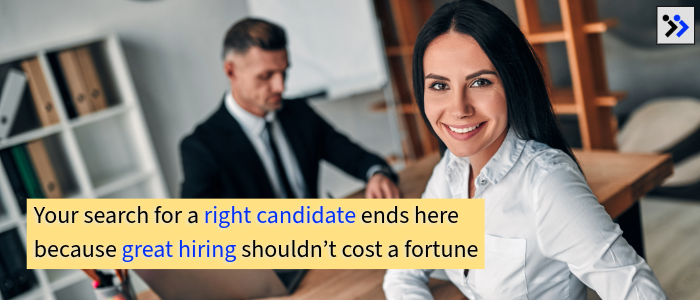 Your search for a right candidate ends here
because great hiring shouldn’t cost a fortune